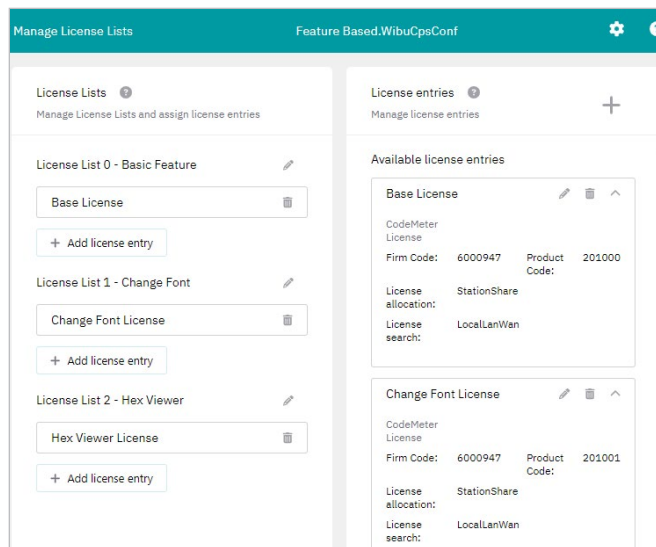 Manage License Lists
Feature Based.WibuCpsConf
License Lists
Manage License Lists and assign license entries
License List 0 - Basic Feature
Base License
+ Add license entry
License List 1 - Change Font
Change Font License
+ Add license entry
License List 2 - Hex Viewer
Hex Viewer License
+ Add license entry
License entries
Manage license entries
Available license entries
Base License
CodeMeter
License
Firm Code: 6000947 Product Code: 201000
License allocation: StationShare
License search: LocalLanWan
Change Font License
CodeMeter
License
Firm Code: 6000947 Product Code: 201001
License allocation: StationShare
License search: LocalLanWan